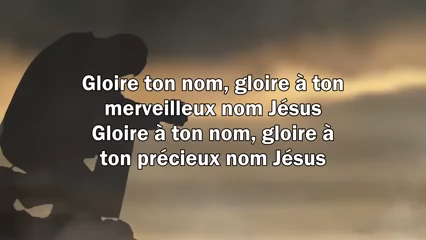 Gloire ton nom, gloire à ton
merveilleux nom Jésus
Gloire à ton nom, gloire à
ton précieux nom Jésus